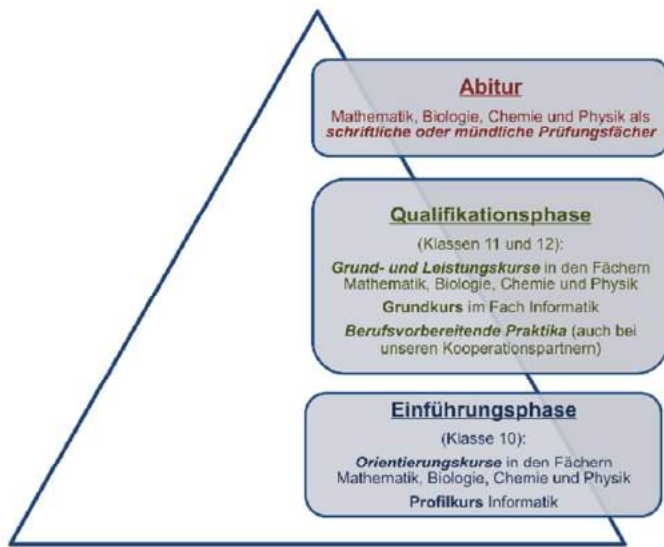 Abitur
Mathematik, Biologie, Chemie und Physik als
schriftliche oder mündliche Prüfungsfächer
Qualifikationsphase
(Klassen 11 und 12):
Grund- und Leistungskurse in den Fächern
Mathematik, Biologie, Chemie und Physik
Grundkurs im Fach Informatik
Berufsvorbereitende Praktika (auch bei
unseren Kooperationspartnern)
Einführungsphase
(Klasse 10):
Orientierungskurse in den Fächern
Mathematik, Biologie, Chemie und Physik
Profilkurs Informatik